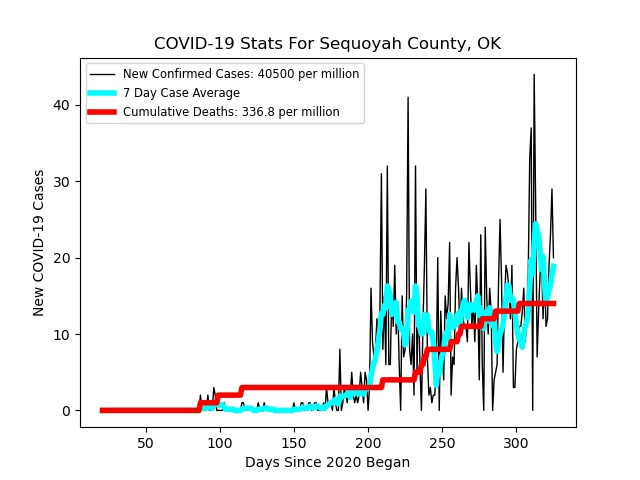 COVID-19 Stats For Sequoyah County, OK
New Confirmed Cases: 40500 per million
7 Day Case Average
Cumulative Deaths: 336.8 per million
New COVID-19 Cases
40
30
20
10
0
50 100 150 200 250 300
Days Since 2020 Began